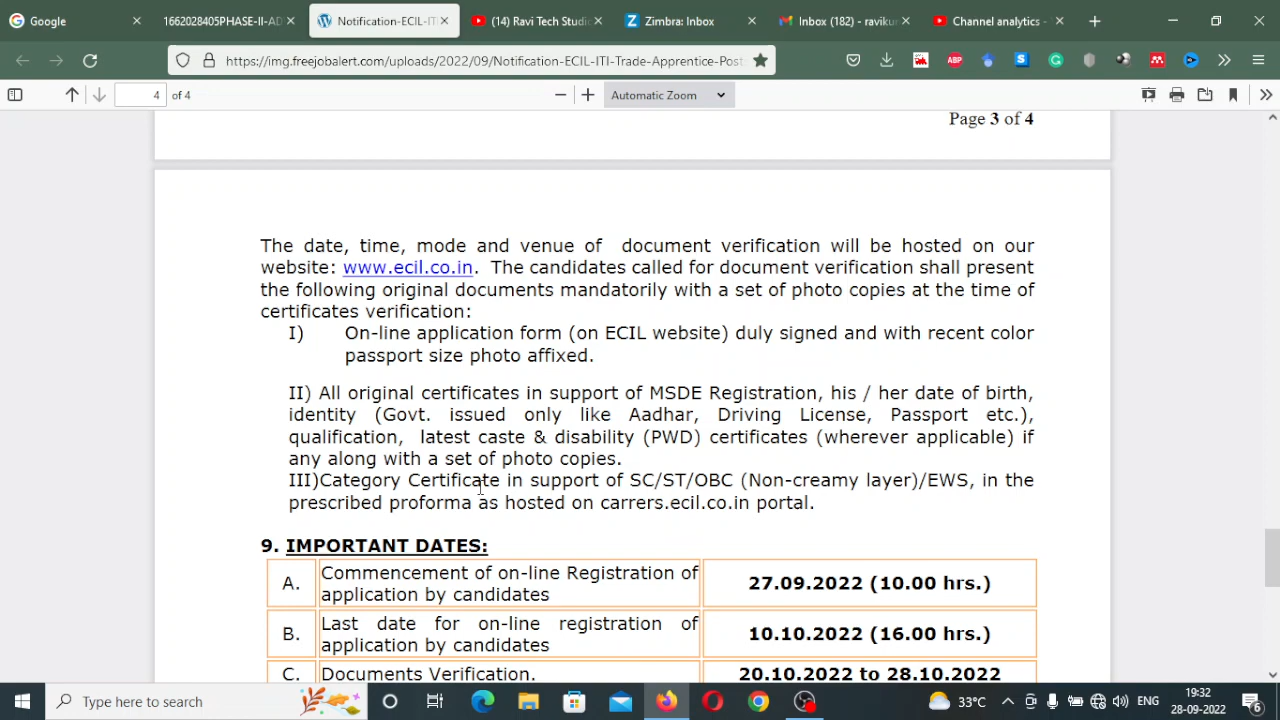 Google
1662028405PHASE-II-AD
Notification-ECIL-ITI-
(14) Ravi Tech Studi
Zimbra: Inbox
Inbox (182) - ravikur
Channel analytics -
https://img.freejobalert.com/uploads/2022/09/Notification-ECIL-ITI-Trade-Apprentice-Post
ABP
4 of 4
Automatic Zoom
Page 3 of 4
The date, time, mode and venue of document verification will be hosted on our
website: www.ecil.co.in. The candidates called for document verification shall present
the following original documents mandatorily with a set of photo copies at the time of
certificates verification:
I) On-line application form (on ECIL website) duly signed and with recent color
passport size photo affixed.
II) All original certificates in support of MSDE Registration, his / her date of birth,
identity (Govt. issued only like Aadhar, Driving License, Passport etc.),
qualification, latest caste & disability (PWD) certificates (wherever applicable) if
any along with a set of photo copies.
III)Category Certificate in support of SC/ST/OBC (Non-creamy layer)/EWS, in the
prescribed proforma as hosted on carrers.ecil.co.in portal.
9. IMPORTANT DATES:
A. Commencement of on-line Registration of application by candidates 27.09.2022 (10.00 hrs.)
B. Last date for on-line registration of application by candidates 10.10.2022 (16.00 hrs.)
C. Documents Verification. 20.10.2022 to 28.10.2022
Type here to search
33°C
ENG
19:32
28-09-2022
6